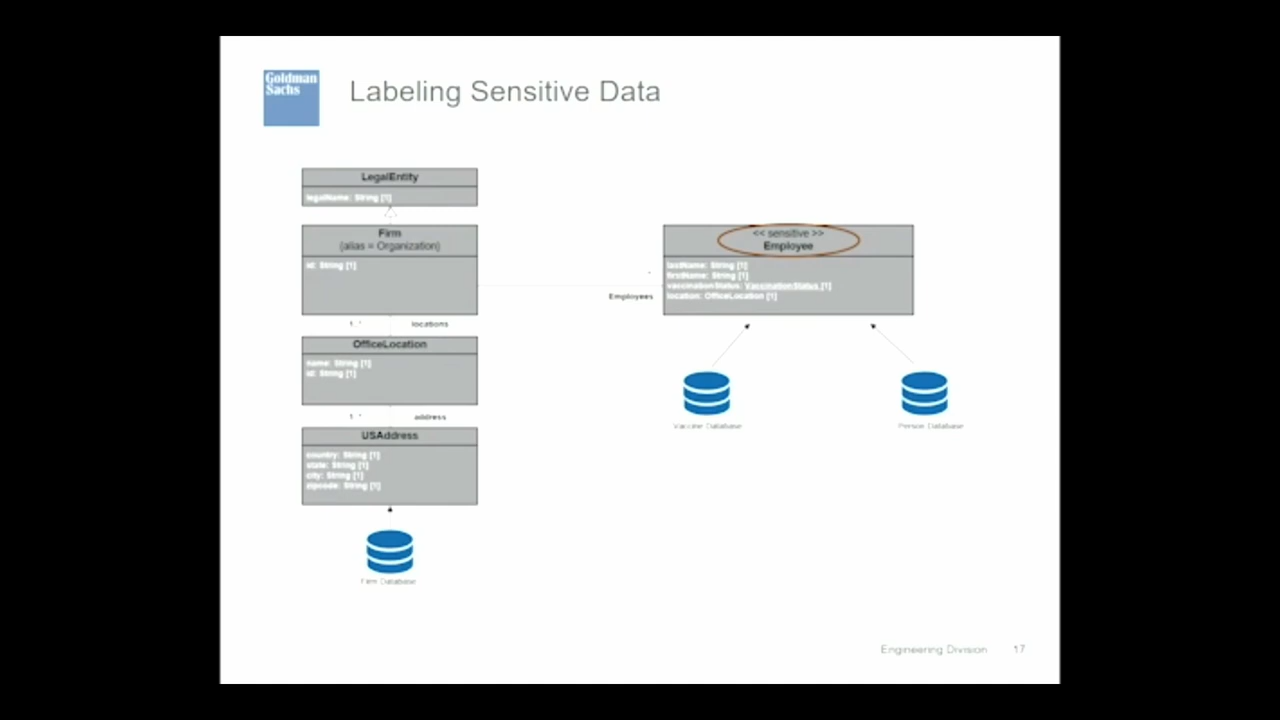 Goldman
Sachs
Labeling Sensitive Data
LegalEntity
legalName: String [1]
Firm
(alias = Organization)
id: String [1]
1..*
locations
OfficeLocation
name: String [1]
id: String [1]
1..*
address
USAddress
country: String [1]
state: String [1]
city: String [1]
zipcode: String [1]
Firm Database
*
Employees
<< sensitive >>
Employee
lastName: String [1]
firstName: String [1]
vaccinationStatus: VaccinationStatus [1]
location: OfficeLocation [1]
Vaccine Database
Person Database
Engineering Division
17